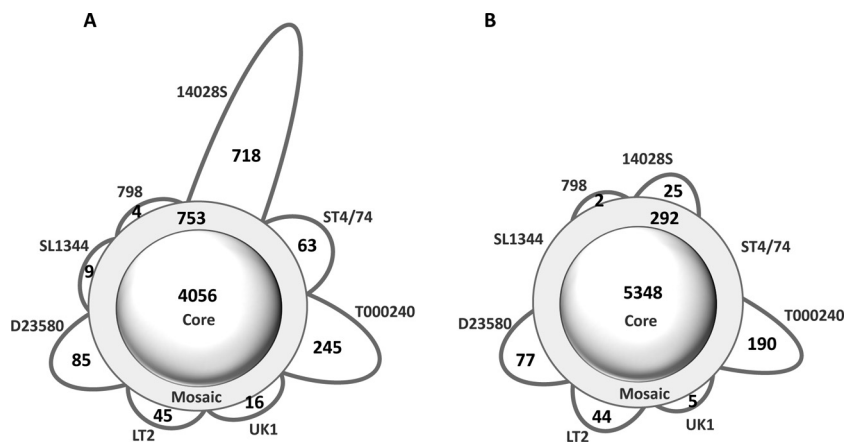 A
14028S
718
798
4
753
ST4/74
63
SL1344
9
4056
Core
D23580
85
T000240
245
Mosaic
45
16
LT2
UK1
B
14028S
25
798
2
292
SL1344
ST4/74
5348
Core
D23580
77
T000240
190
Mosaic
44
5
LT2
UK1